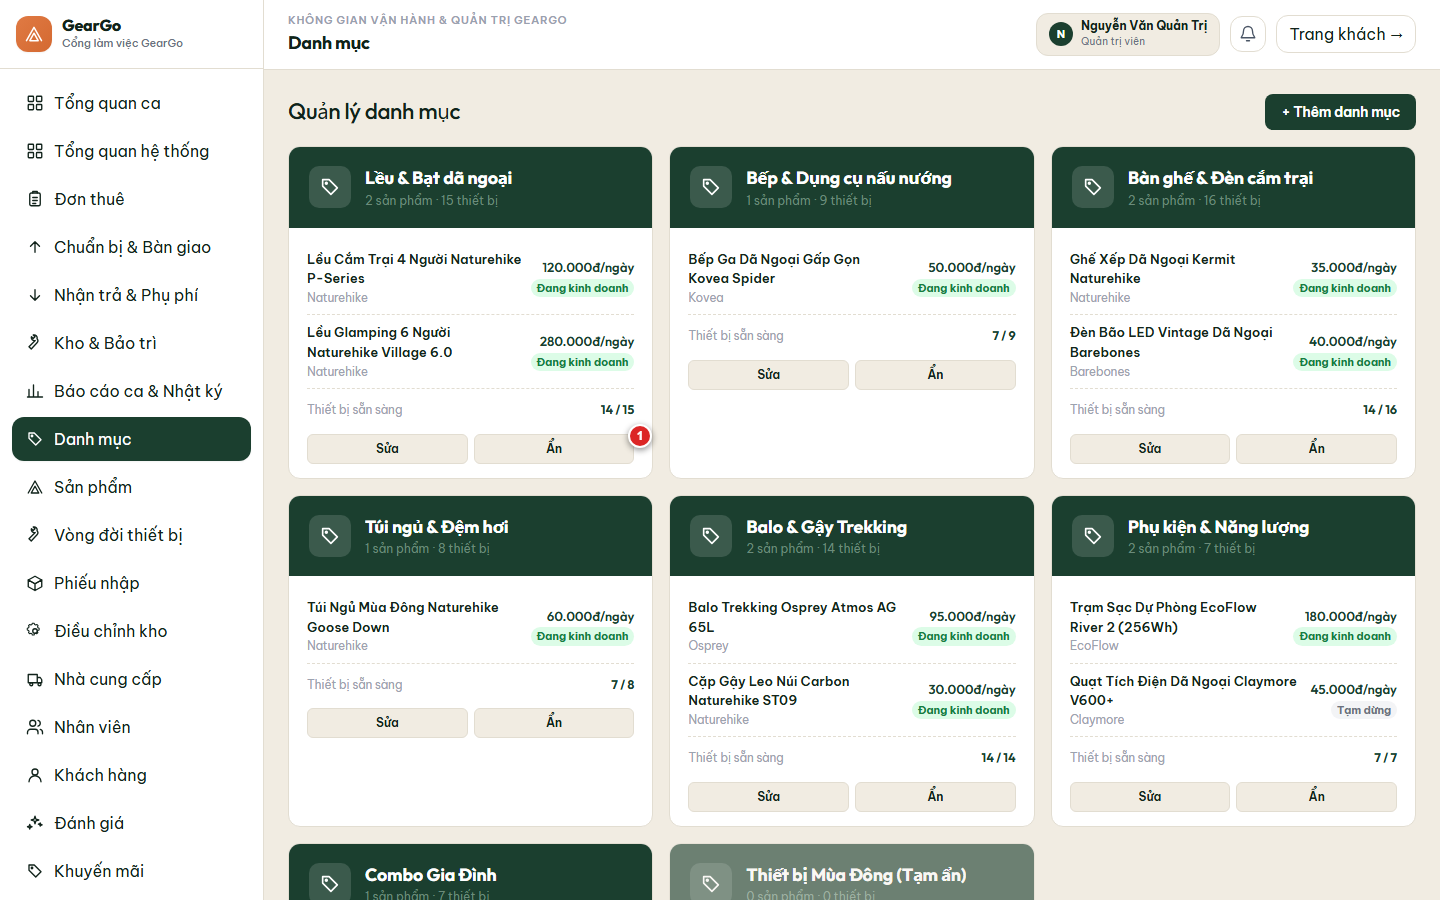 GearGo
Cổng làm việc GearGo
KHÔNG GIAN VẬN HÀNH & QUẢN TRỊ GEARGO
Danh mục
N
Nguyễn Văn Quản Trị
Quản trị viên
Trang khách →
Tổng quan ca
Tổng quan hệ thống
Đơn thuê
Chuẩn bị & Bàn giao
Nhận trả & Phụ phí
Kho & Bảo trì
Báo cáo ca & Nhật ký
Danh mục
Sản phẩm
Vòng đời thiết bị
Phiếu nhập
Điều chỉnh kho
Nhà cung cấp
Nhân viên
Khách hàng
Đánh giá
Khuyến mãi
Quản lý danh mục
+ Thêm danh mục
Lều & Bạt dã ngoại
2 sản phẩm · 15 thiết bị
Lều Cắm Trại 4 Người Naturehike
P-Series
Naturehike
120.000đ/ngày
Đang kinh doanh
Lều Glamping 6 Người
Naturehike Village 6.0
Naturehike
280.000đ/ngày
Đang kinh doanh
Thiết bị sẵn sàng
14 / 15
Sửa
Ẩn
1
Bếp & Dụng cụ nấu nướng
1 sản phẩm · 9 thiết bị
Bếp Ga Dã Ngoại Gấp Gọn
Kovea Spider
Kovea
50.000đ/ngày
Đang kinh doanh
Thiết bị sẵn sàng
7 / 9
Sửa
Ẩn
Bàn ghế & Đèn cắm trại
2 sản phẩm · 16 thiết bị
Ghế Xếp Dã Ngoại Kermit
Naturehike
Naturehike
35.000đ/ngày
Đang kinh doanh
Đèn Bão LED Vintage Dã Ngoại
Barebones
Barebones
40.000đ/ngày
Đang kinh doanh
Thiết bị sẵn sàng
14 / 16
Sửa
Ẩn
Túi ngủ & Đệm hơi
1 sản phẩm · 8 thiết bị
Túi Ngủ Mùa Đông Naturehike
Goose Down
Naturehike
60.000đ/ngày
Đang kinh doanh
Thiết bị sẵn sàng
7 / 8
Sửa
Ẩn
Balo & Gậy Trekking
2 sản phẩm · 14 thiết bị
Balo Trekking Osprey Atmos AG
65L
Osprey
95.000đ/ngày
Đang kinh doanh
Cặp Gậy Leo Núi Carbon
Naturehike ST09
Naturehike
30.000đ/ngày
Đang kinh doanh
Thiết bị sẵn sàng
14 / 14
Sửa
Ẩn
Phụ kiện & Năng lượng
2 sản phẩm · 7 thiết bị
Trạm Sạc Dự Phòng EcoFlow
River 2 (256Wh)
EcoFlow
180.000đ/ngày
Đang kinh doanh
Quạt Tích Điện Dã Ngoại Claymore
V600+
Claymore
45.000đ/ngày
Tạm dừng
Thiết bị sẵn sàng
7 / 7
Sửa
Ẩn
Combo Gia Đình
1 sản phẩm · 7 thiết bị
Thiết bị Mùa Đông (Tạm ẩn)
0 sản phẩm · 0 thiết bị